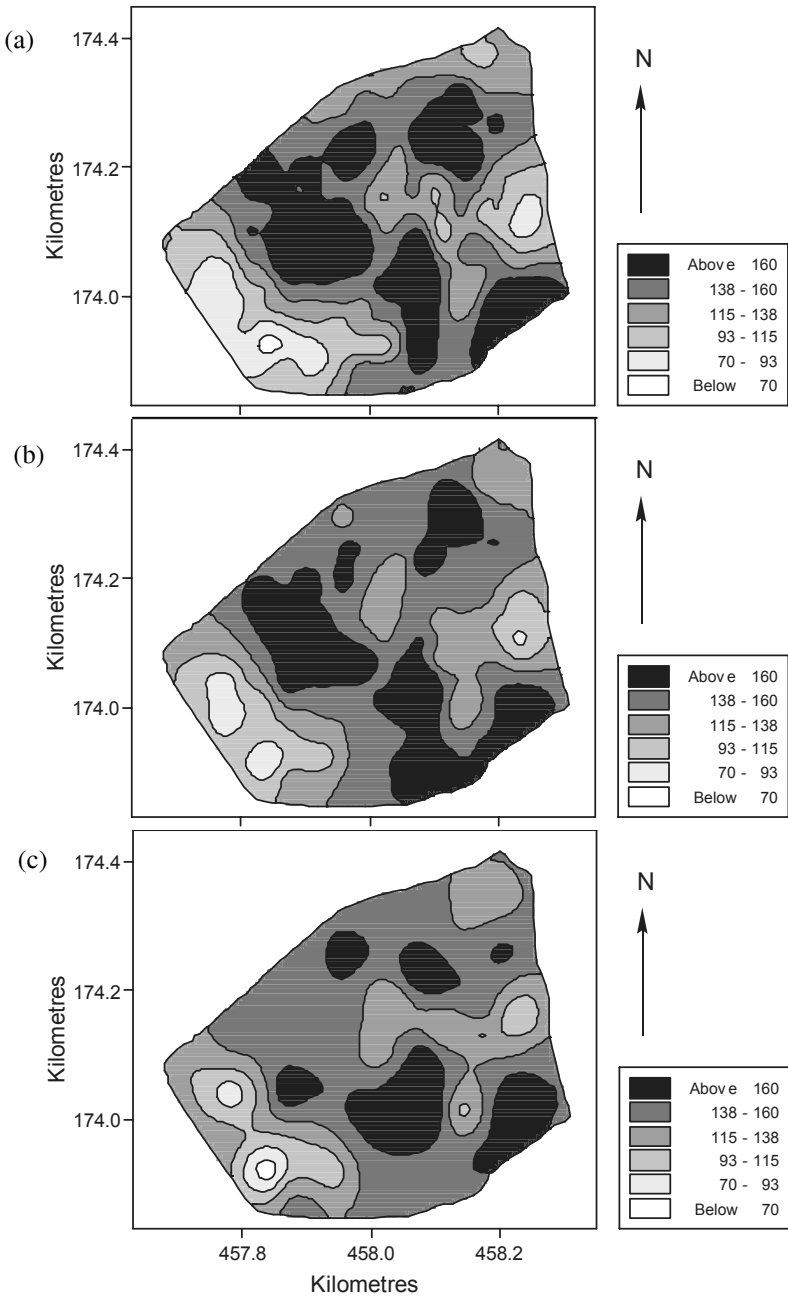 (a)
174.4
174.2
174.0
Kilometres
N
Above 160
138 - 160
115 - 138
93 - 115
70 - 93
Below 70
(b)
174.4
174.2
174.0
Kilometres
N
Above 160
138 - 160
115 - 138
93 - 115
70 - 93
Below 70
(c)
174.4
174.2
174.0
Kilometres
N
Above 160
138 - 160
115 - 138
93 - 115
70 - 93
Below 70
457.8 458.0 458.2
Kilometres